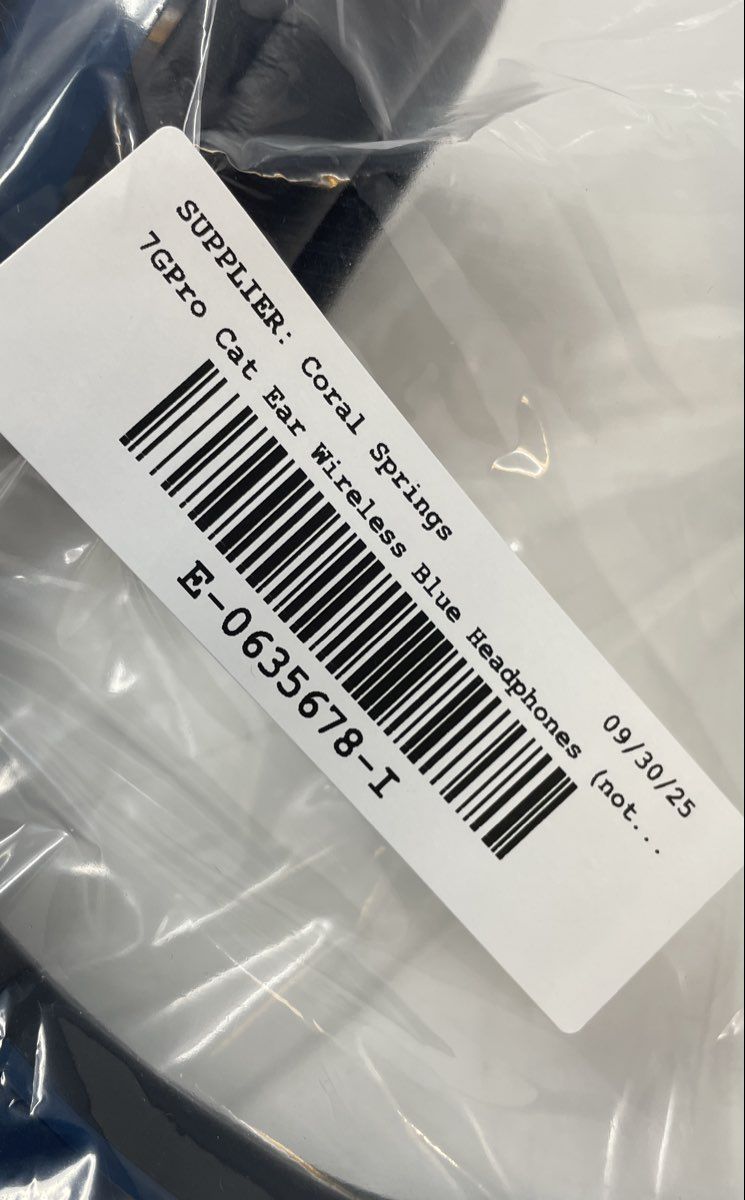 SUPPLIER: Coral Springs
09/30/25
7GPro Cat Ear Wireless Blue Headphones (not...
E-0635678-I